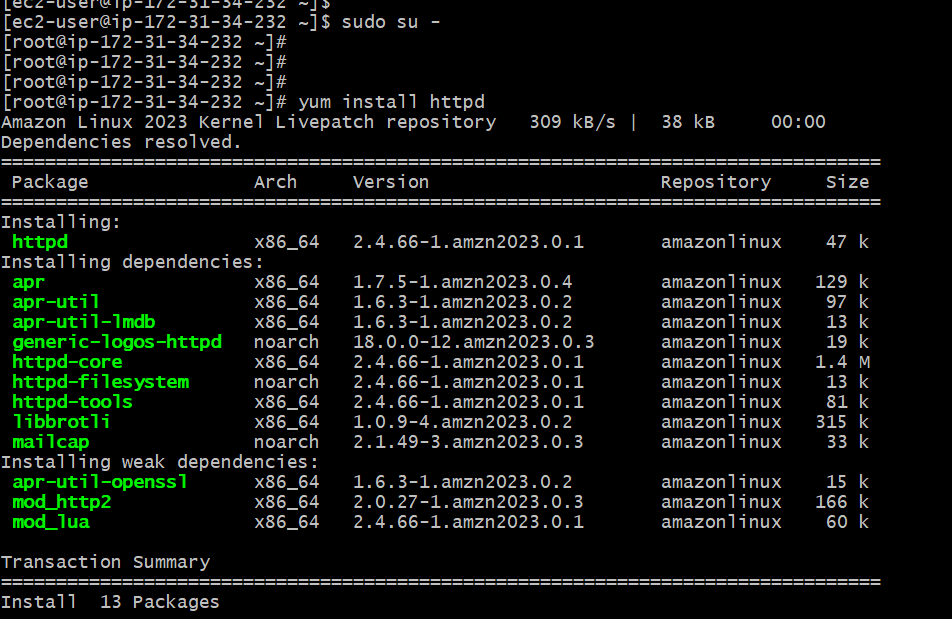 [ec2-user@ip-172-31-34-232 ~]$
[ec2-user@ip-172-31-34-232 ~]$ sudo su -
[root@ip-172-31-34-232 ~]#
[root@ip-172-31-34-232 ~]#
[root@ip-172-31-34-232 ~]#
[root@ip-172-31-34-232 ~]# yum install httpd
Amazon Linux 2023 Kernel Livepatch repository   309 kB/s |  38 kB     00:00
Dependencies resolved.
================================================================================
 Package               Arch     Version                     Repository     Size
================================================================================
Installing:
 httpd                 x86_64   2.4.66-1.amzn2023.0.1       amazonlinux    47 k
Installing dependencies:
 apr                   x86_64   1.7.5-1.amzn2023.0.4        amazonlinux   129 k
 apr-util              x86_64   1.6.3-1.amzn2023.0.2        amazonlinux    97 k
 apr-util-lmdb         x86_64   1.6.3-1.amzn2023.0.2        amazonlinux    13 k
 generic-logos-httpd   noarch   18.0.0-12.amzn2023.0.3      amazonlinux    19 k
 httpd-core            x86_64   2.4.66-1.amzn2023.0.1       amazonlinux   1.4 M
 httpd-filesystem      noarch   2.4.66-1.amzn2023.0.1       amazonlinux    13 k
 httpd-tools           x86_64   2.4.66-1.amzn2023.0.1       amazonlinux    81 k
 libbrotli             x86_64   1.0.9-4.amzn2023.0.2        amazonlinux   315 k
 mailcap               noarch   2.1.49-3.amzn2023.0.3       amazonlinux    33 k
Installing weak dependencies:
 apr-util-openssl      x86_64   1.6.3-1.amzn2023.0.2        amazonlinux    15 k
 mod_http2             x86_64   2.0.27-1.amzn2023.0.3       amazonlinux   166 k
 mod_lua               x86_64   2.4.66-1.amzn2023.0.1       amazonlinux    60 k
Transaction Summary
================================================================================
Install  13 Packages